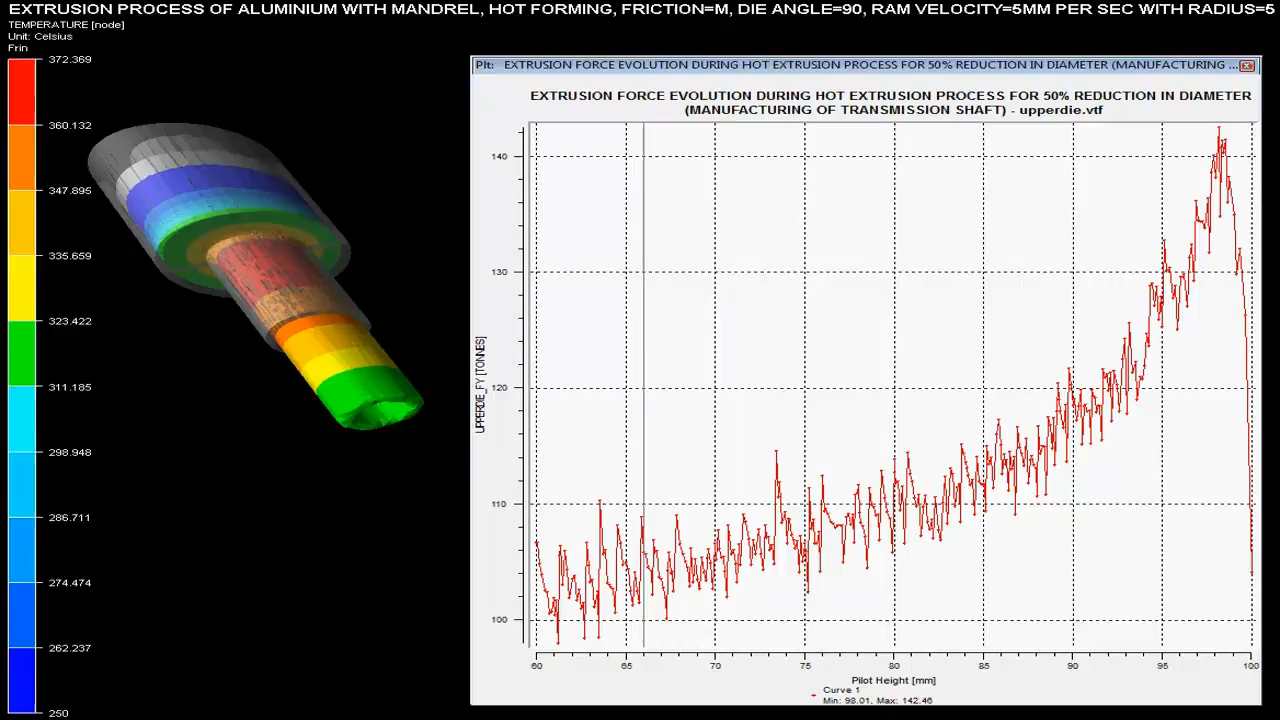 EXTRUSION PROCESS OF ALUMINIUM WITH MANDREL, HOT FORMING, FRICTION=M, DIE ANGLE=90, RAM VELOCITY=5MM PER SEC WITH RADIUS=5
TEMPERATURE [node]
Unit: Celsius
Frin
372.369
360.132
347.895
335.659
323.422
311.185
298.948
286.711
274.474
262.237
250
Plt: EXTRUSION FORCE EVOLUTION DURING HOT EXTRUSION PROCESS FOR 50% REDUCTION IN DIAMETER (MANUFACTURING ...
EXTRUSION FORCE EVOLUTION DURING HOT EXTRUSION PROCESS FOR 50% REDUCTION IN DIAMETER
(MANUFACTURING OF TRANSMISSION SHAFT) - upperdie.vtf
UPPERDIE_FY [TONNES]
140
130
120
110
100
60 65 70 75 80 85 90 95 100
Pilot Height [mm]
Curve 1
Min: 98.01, Max: 142.46